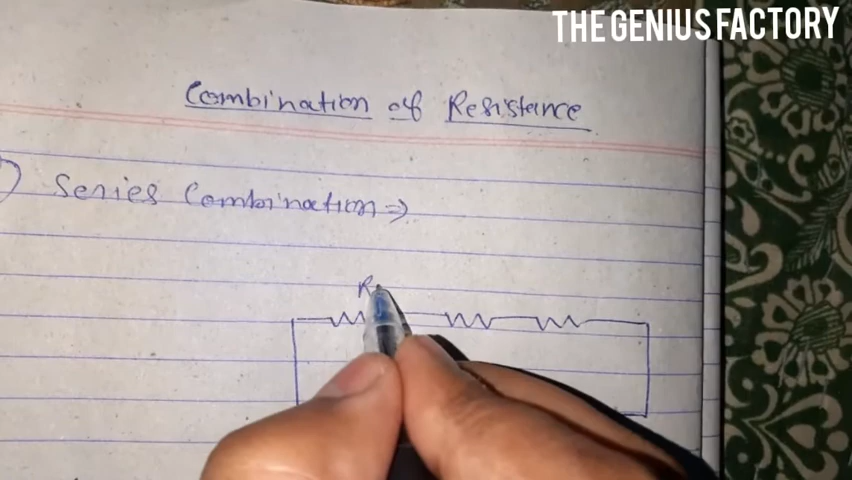 THE GENIUS FACTORY
Combination of Resistance
Series Combination ⇒
R